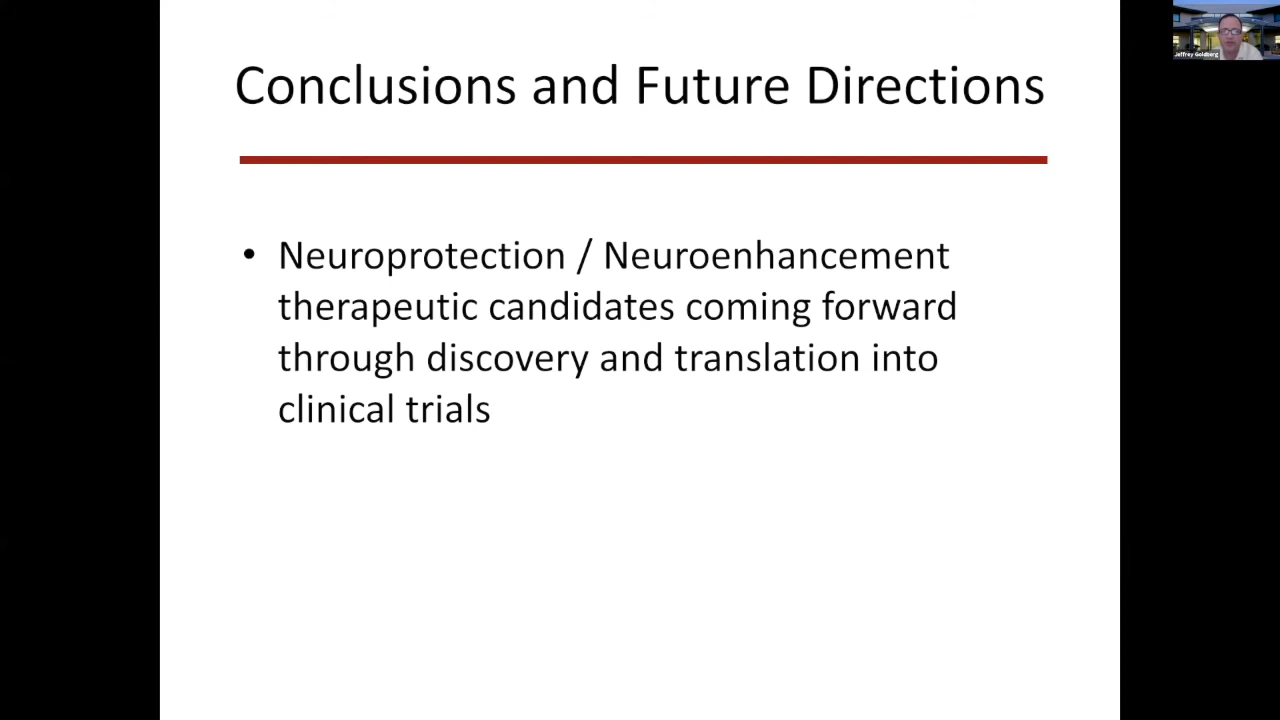 Conclusions and Future Directions
• Neuroprotection / Neuroenhancement
therapeutic candidates coming forward
through discovery and translation into
clinical trials
Jeffrey Goldberg